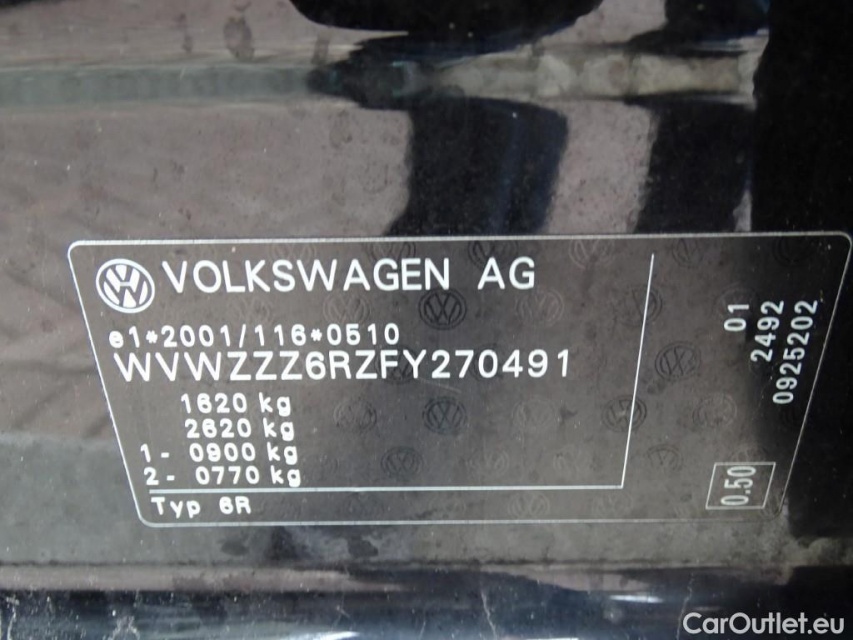 VOLKSWAGEN AG
e1*2001/116*0510
WVWZZZ6RZFY270491
1620 kg
2620 kg
1- 0900 kg
2- 0770 kg
Typ 6R
01
2492
0925202
0.50
CarOutlet.eu